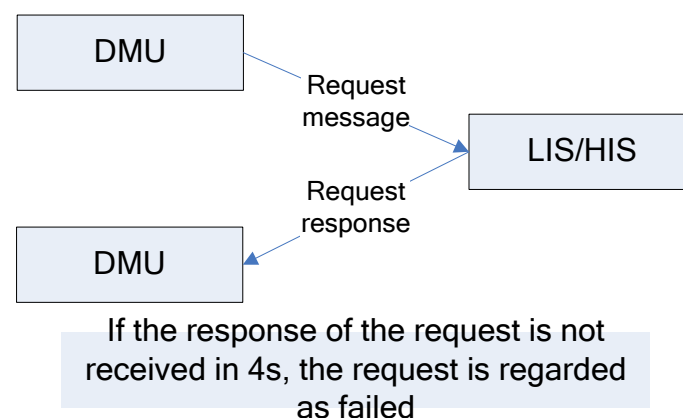 DMU
Request
message
LIS/HIS
Request
response
DMU
If the response of the request is not
received in 4s, the request is regarded
as failed